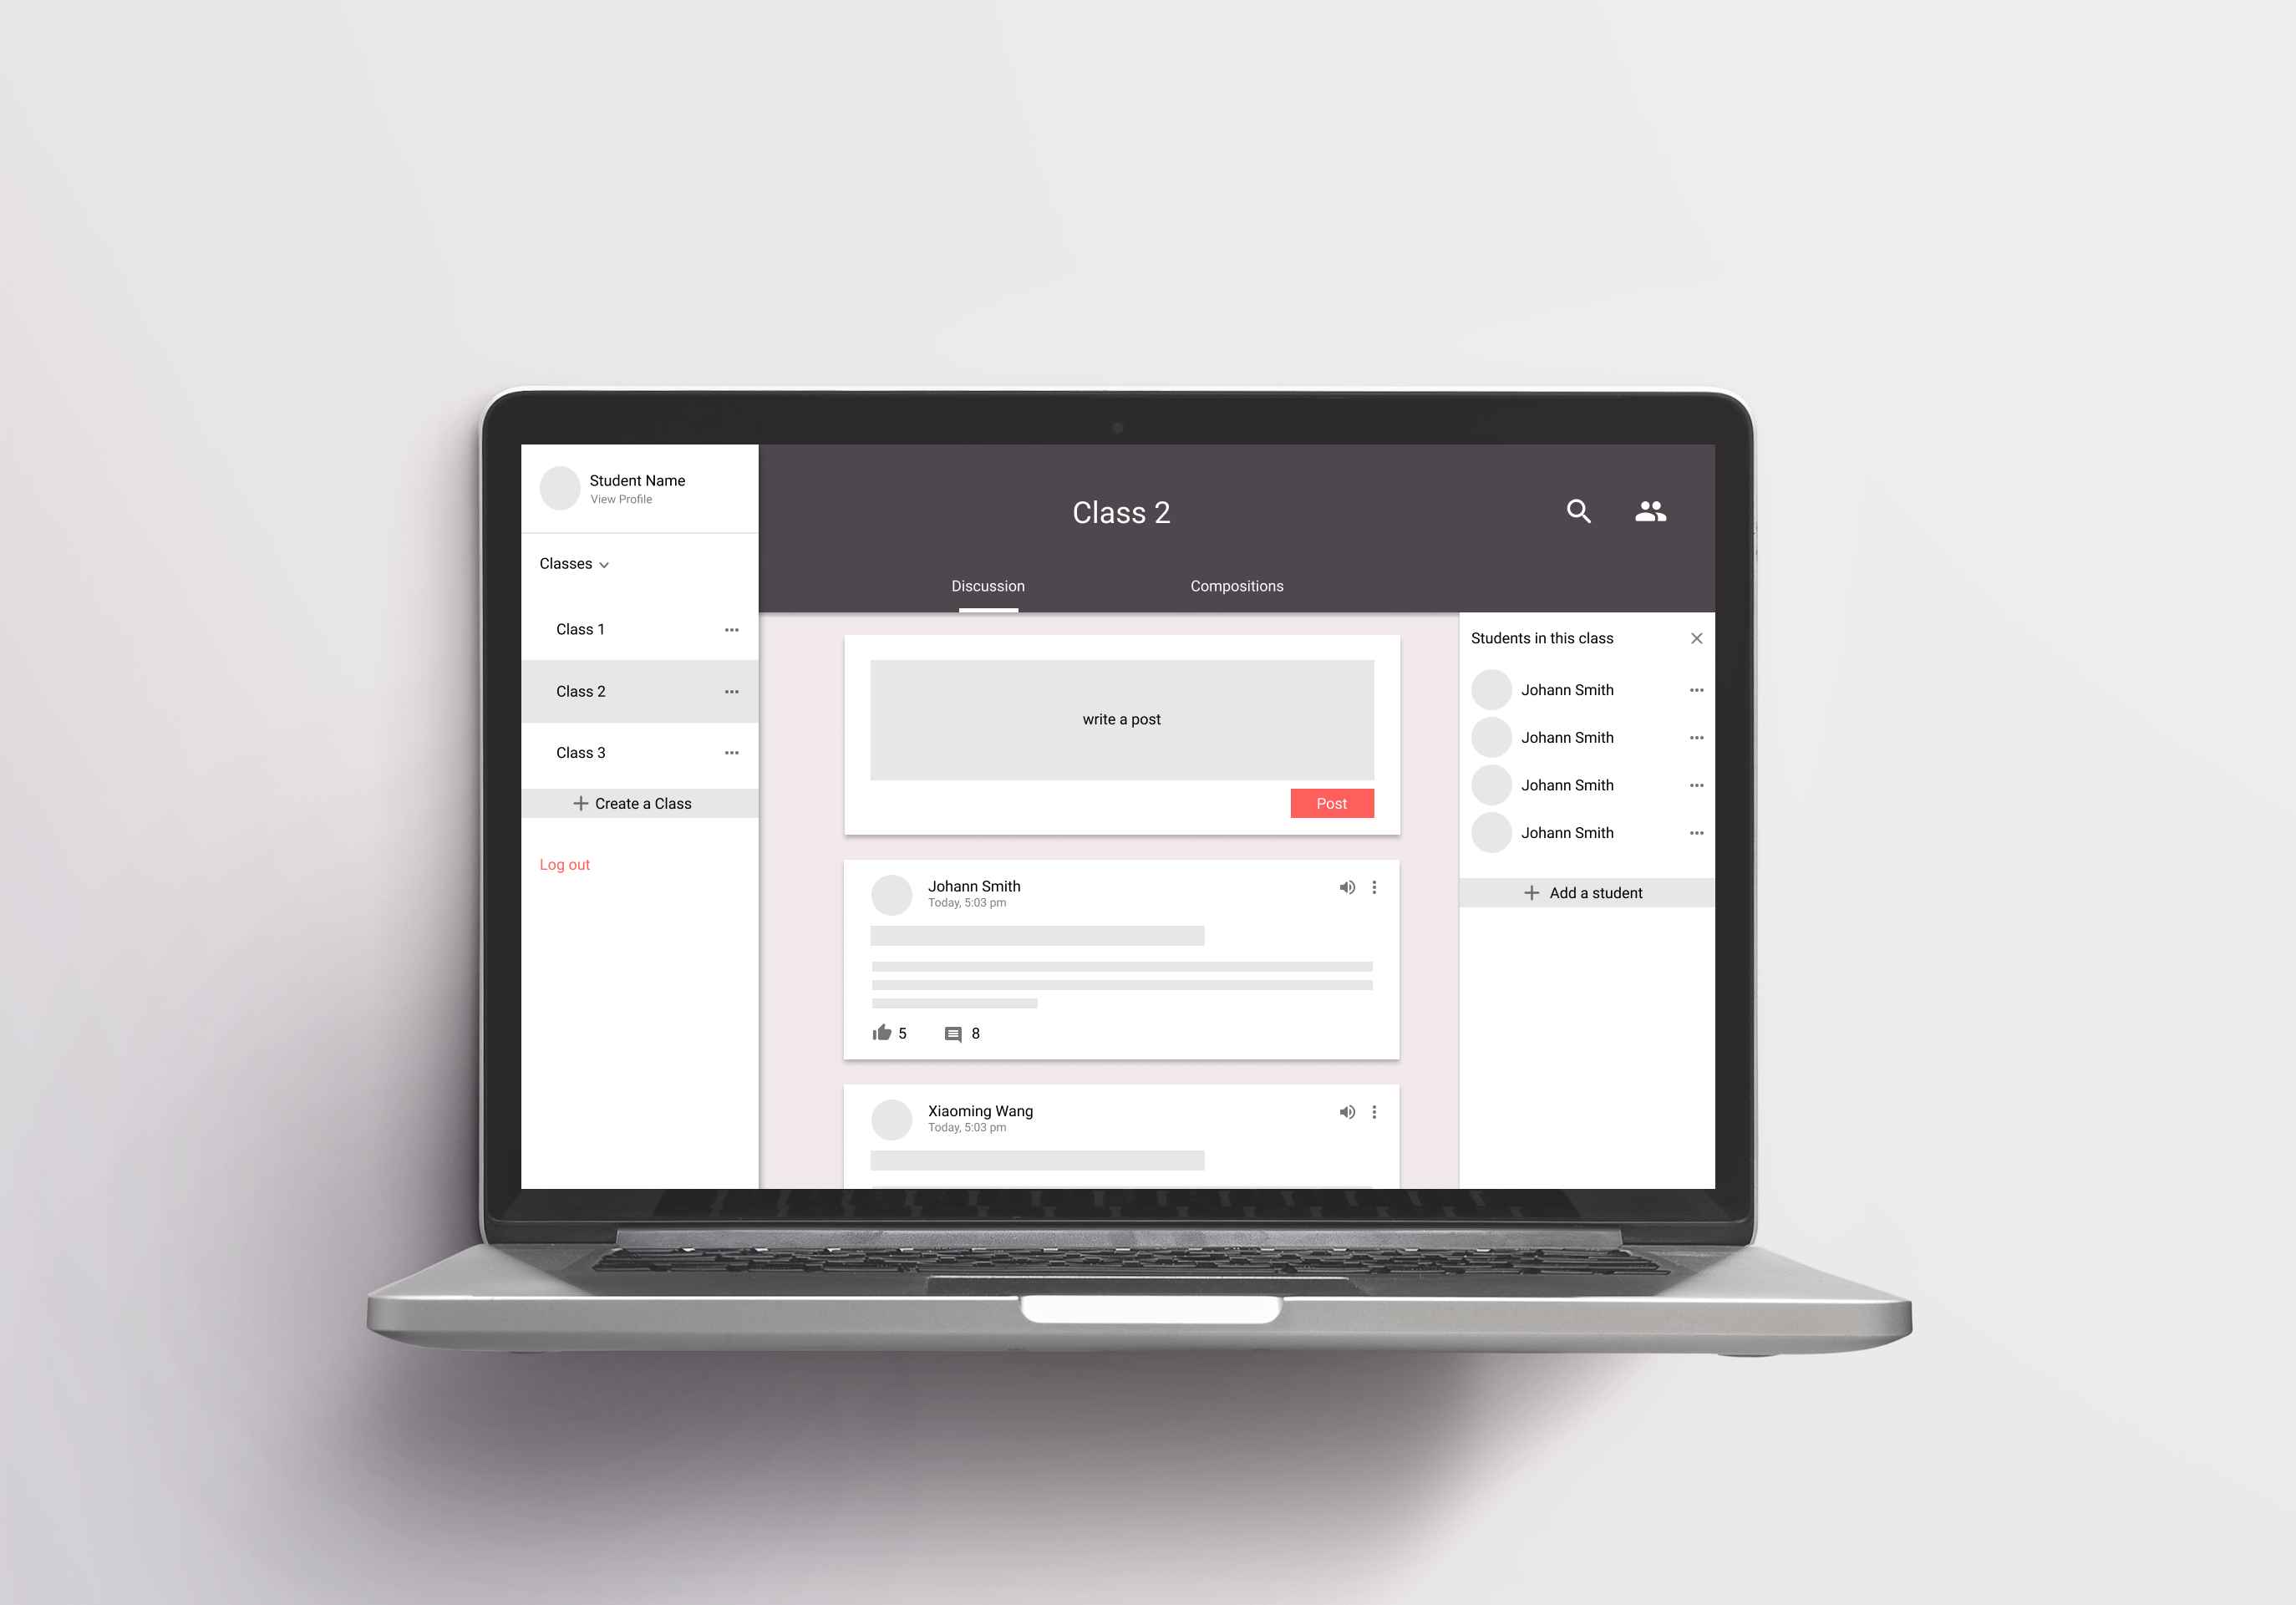 Student Name
View Profile
Classes
Class 1
Class 2
Class 3
Create a Class
Log out
Class 2
Discussion
Compositions
write a post
Post
Johann Smith
Today, 5:03 pm
5
8
Xiaoming Wang
Today, 5:03 pm
Students in this class
Johann Smith
Johann Smith
Johann Smith
Johann Smith
Add a student